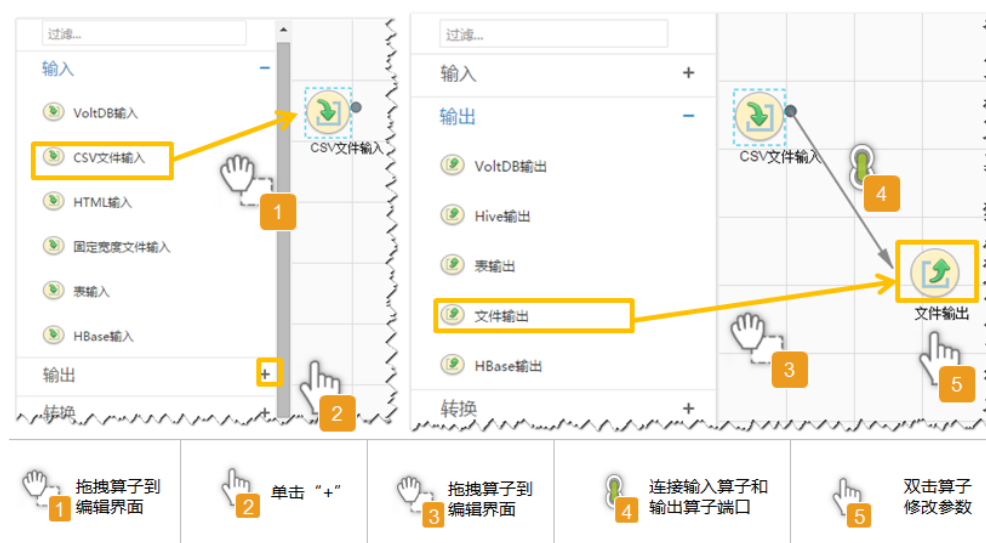 过滤...
输入
−
VoltDB输入
CSV文件输入
HTML输入
固定宽度文件输入
表输入
HBase输入
输出
+
转换
+
CSV文件输入
1
2
过滤...
输入
+
输出
−
VoltDB输出
Hive输出
表输出
文件输出
HBase输出
转换
+
CSV文件输入
4
文件输出
3
5
1
拖拽算子到
编辑界面
2
单击“+”
3
拖拽算子到
编辑界面
4
连接输入算子和
输出算子端口
5
双击算子
修改参数